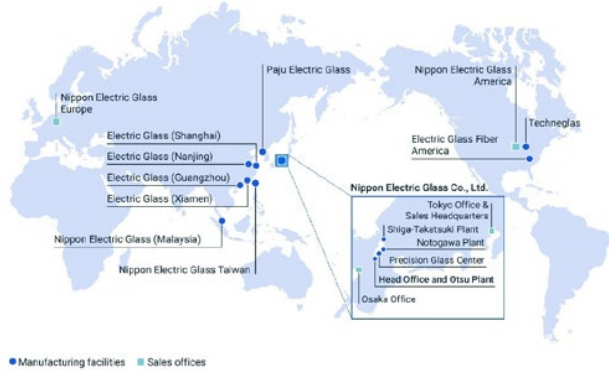 Nippon Electric Glass
Europe
Paju Electric Glass
Nippon Electric Glass
America
Techneglas
Electric Glass Fiber
America
Electric Glass (Shanghai)
Electric Glass (Nanjing)
Electric Glass (Guangzhou)
Electric Glass (Xiamen)
Nippon Electric Glass (Malaysia)
Nippon Electric Glass Taiwan
Nippon Electric Glass Co., Ltd.
Tokyo Office &
Sales Headquarters
Shiga-Takatsuki Plant
Notogawa Plant
Precision Glass Center
Head Office and Otsu Plant
Osaka Office
Manufacturing facilities
Sales offices